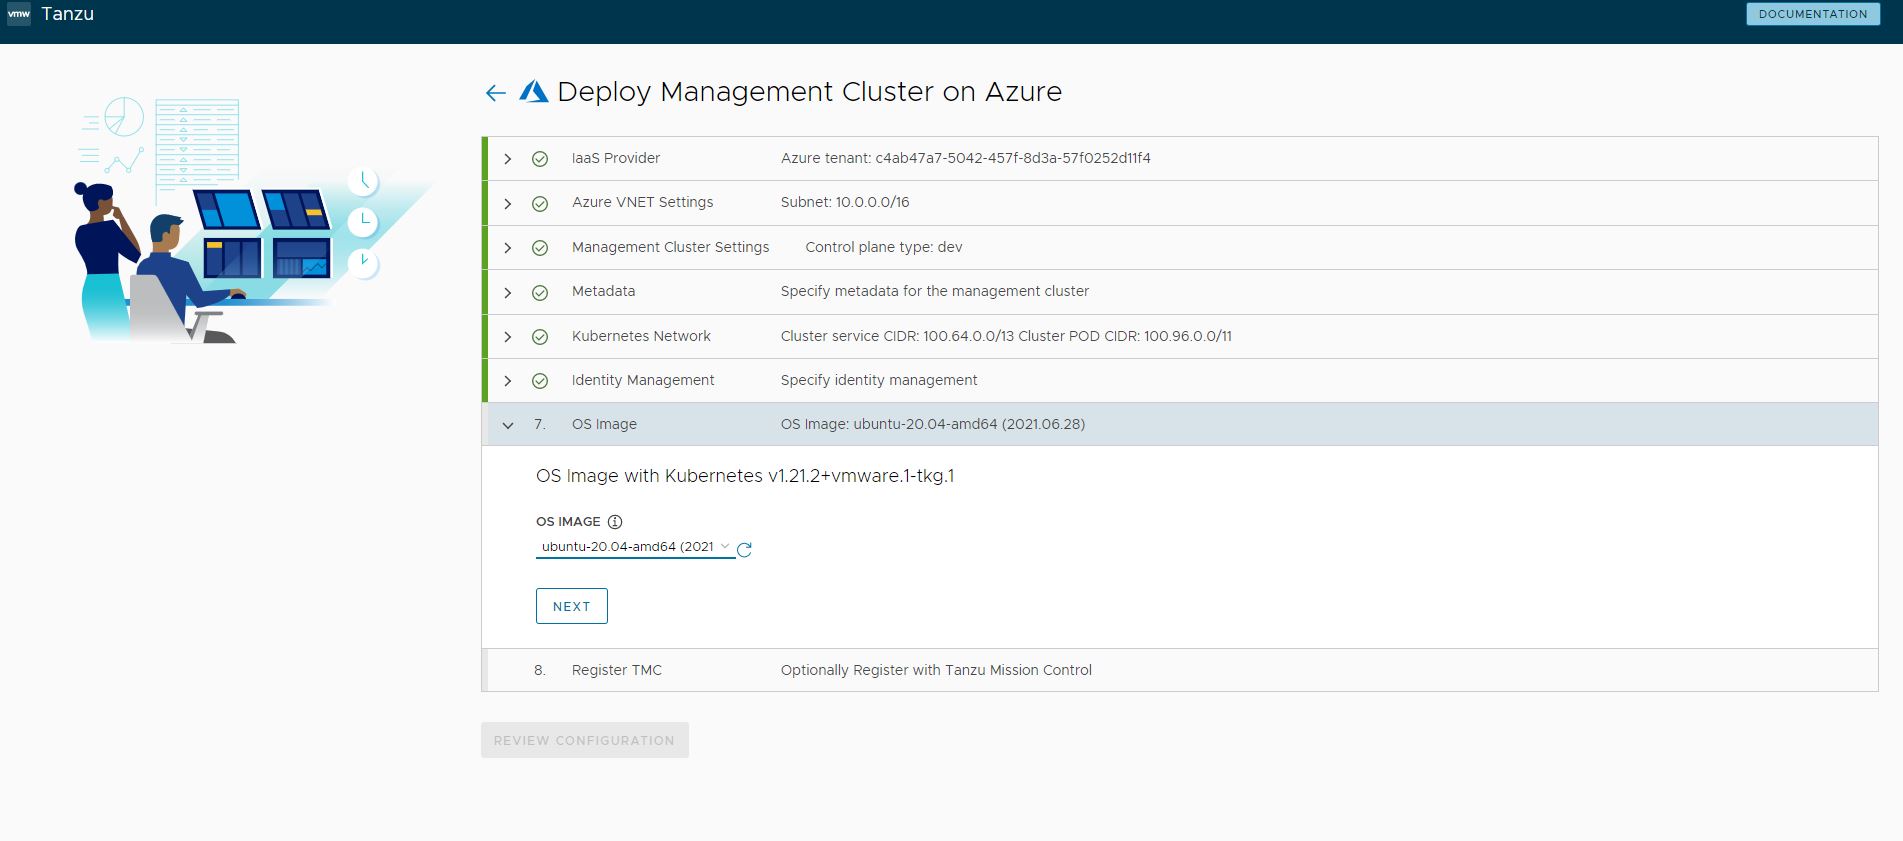 vmw Tanzu DOCUMENTATION
Deploy Management Cluster on Azure
IaaS Provider Azure tenant: c4ab47a7-5042-457f-8d3a-57f0252d11f4
Azure VNET Settings Subnet: 10.0.0.0/16
Management Cluster Settings Control plane type: dev
Metadata Specify metadata for the management cluster
Kubernetes Network Cluster service CIDR: 100.64.0.0/13 Cluster POD CIDR: 100.96.0.0/11
Identity Management Specify identity management
7. OS Image OS Image: ubuntu-20.04-amd64 (2021.06.28)
OS Image with Kubernetes v1.21.2+vmware.1-tkg.1
OS IMAGE
ubuntu-20.04-amd64 (2021
NEXT
8. Register TMC Optionally Register with Tanzu Mission Control
REVIEW CONFIGURATION